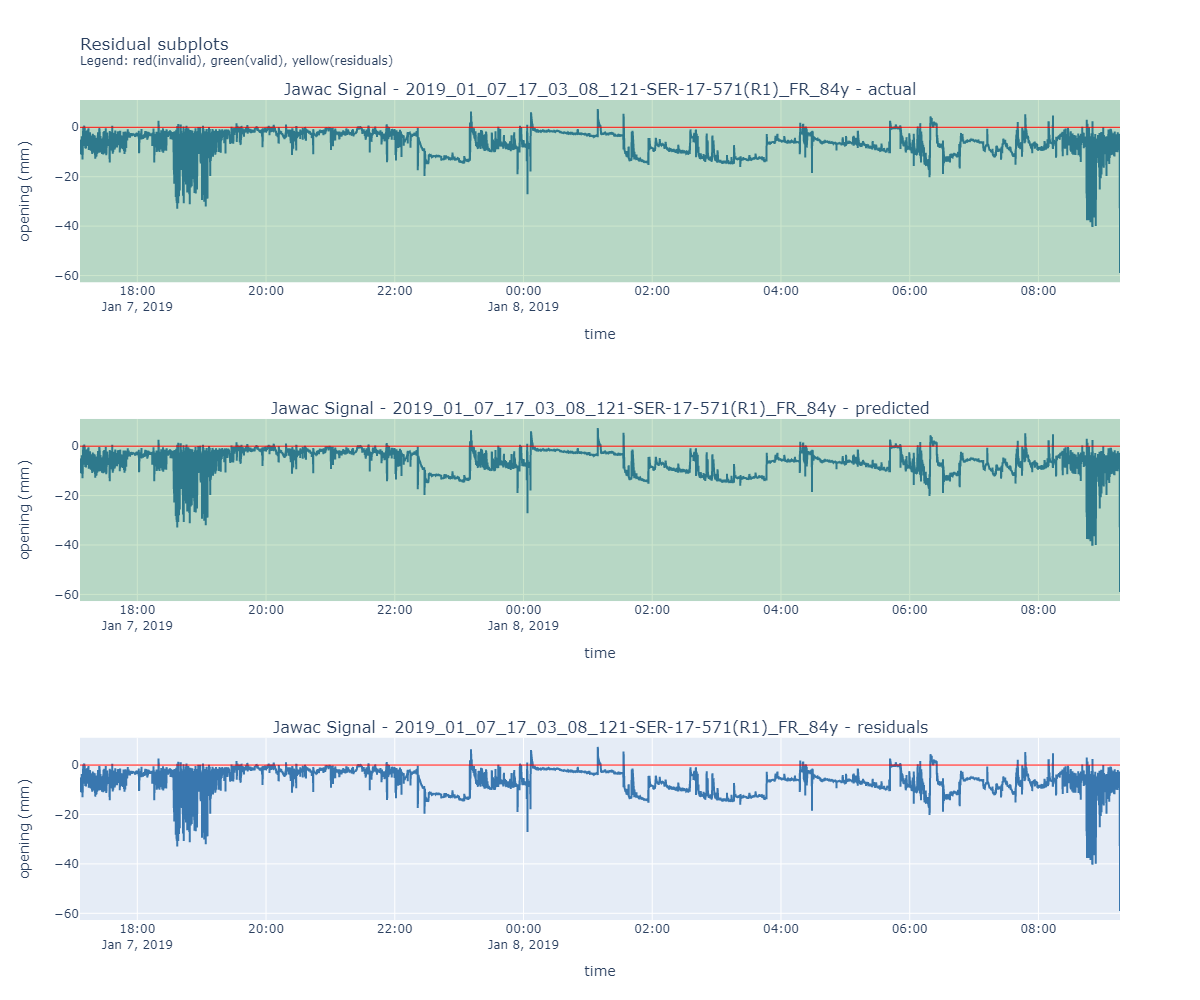 Residual subplots
Legend: red(invalid), green(valid), yellow(residuals)
Jawac Signal - 2019_01_07_17_03_08_121-SER-17-571(R1)_FR_84y - actual
0
−20
−40
−60
opening (mm)
18:00 20:00 22:00 00:00 02:00 04:00 06:00 08:00
Jan 7, 2019 Jan 8, 2019
time
Jawac Signal - 2019_01_07_17_03_08_121-SER-17-571(R1)_FR_84y - predicted
0
−20
−40
−60
opening (mm)
18:00 20:00 22:00 00:00 02:00 04:00 06:00 08:00
Jan 7, 2019 Jan 8, 2019
time
Jawac Signal - 2019_01_07_17_03_08_121-SER-17-571(R1)_FR_84y - residuals
0
−20
−40
−60
opening (mm)
18:00 20:00 22:00 00:00 02:00 04:00 06:00 08:00
Jan 7, 2019 Jan 8, 2019
time